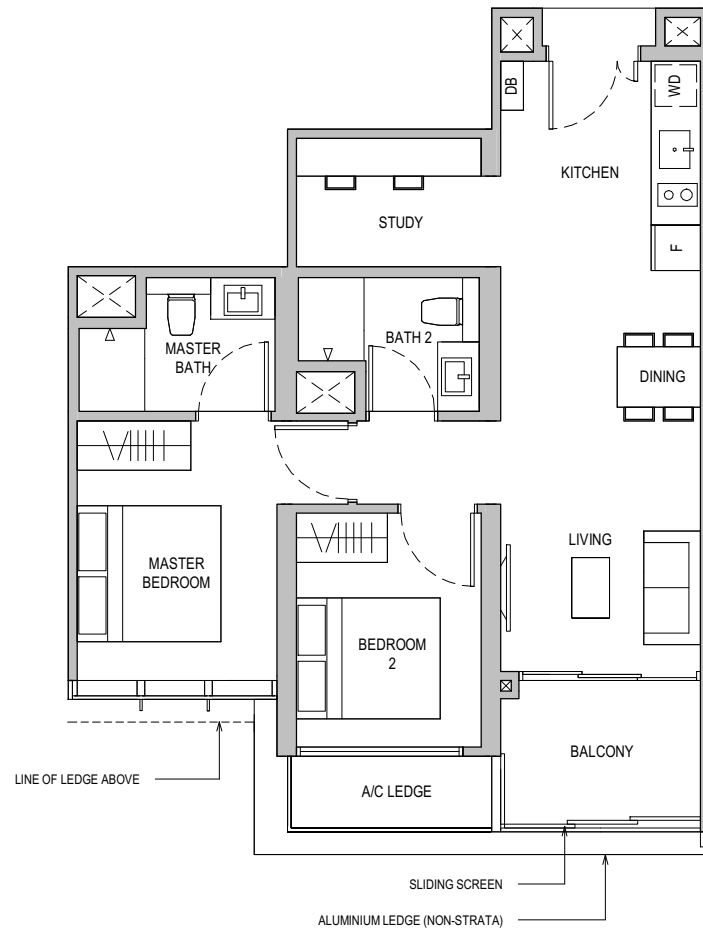 DB
WD
KITCHEN
STUDY
F
MASTER
BATH
BATH 2
DINING
MASTER
BEDROOM
LIVING
BEDROOM
2
BALCONY
LINE OF LEDGE ABOVE
A/C LEDGE
SLIDING SCREEN
ALUMINIUM LEDGE (NON-STRATA)